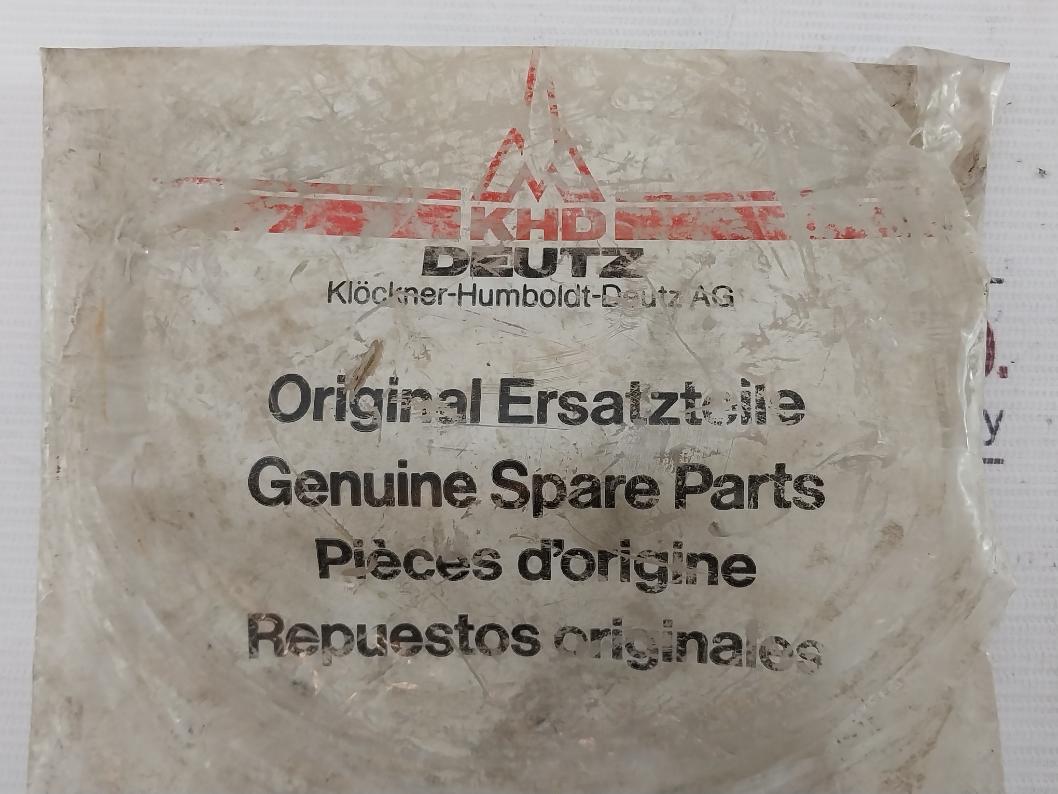 KHD
DEUTZ
Klöckner-Humboldt-Deutz AG
Original Ersatzteile
Genuine Spare Parts
Pièces d'origine
Repuestos originales
y